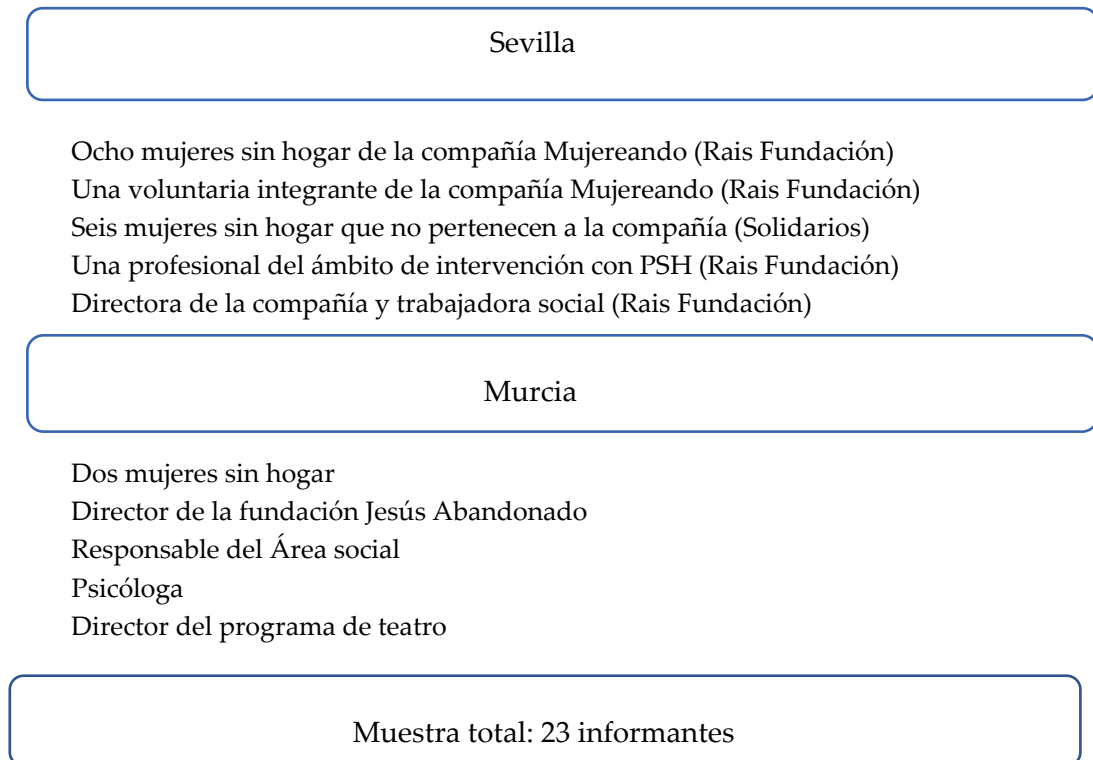 Sevilla
Ocho mujeres sin hogar de la compañía Mujereando (Rais Fundación)
Una voluntaria integrante de la compañía Mujereando (Rais Fundación)
Seis mujeres sin hogar que no pertenecen a la compañía (Solidarios)
Una profesional del ámbito de intervención con PSH (Rais Fundación)
Directora de la compañía y trabajadora social (Rais Fundación)
Murcia
Dos mujeres sin hogar
Director de la fundación Jesús Abandonado
Responsable del Área social
Psicóloga
Director del programa de teatro
Muestra total: 23 informantes